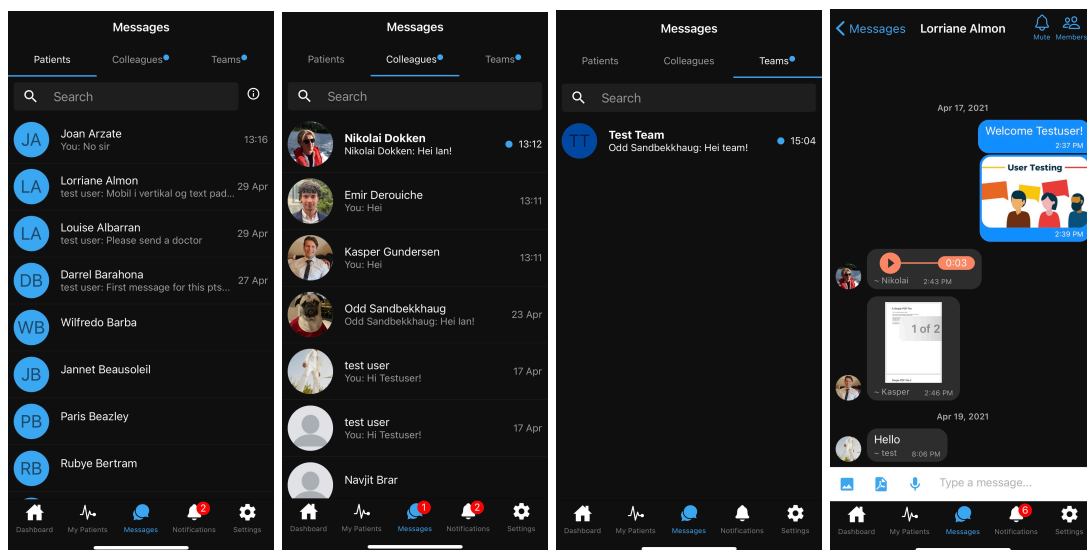 Messages
Patients
Colleagues
Teams
Search
JA
Joan Arzate
You: No sir
13:16
LA
Lorriane Almon
test user: Mobil i vertikal og text pad...
29 Apr
LA
Louise Albarran
test user: Please send a doctor
29 Apr
DB
Darrel Barahona
test user: First message for this pts...
27 Apr
WB
Wilfredo Barba
JB
Jannet Beausoleil
PB
Paris Beazley
RB
Rubye Bertram
2
Dashboard
My Patients
Messages
Notifications
Settings
Messages
Patients
Colleagues
Teams
Search
Nikolai Dokken
Nikolai Dokken: Hei Ian!
13:12
Emir Derouiche
You: Hei
13:11
Kasper Gundersen
You: Hei
13:11
Odd Sandbekkhaug
Odd Sandbekkhaug: Hei Ian!
23 Apr
test user
You: Hi Testuser!
17 Apr
test user
You: Hi Testuser!
17 Apr
Navjit Brar
1
2
Dashboard
My Patients
Messages
Notifications
Settings
Messages
Patients
Colleagues
Teams
Search
TT
Test Team
Odd Sandbekkhaug: Hei team!
15:04
Dashboard
My Patients
Messages
Notifications
Settings
Messages
Lorriane Almon
Mute
Members
Apr 17, 2021
Welcome Testuser!
2:37 PM
User Testing
2:39 PM
0:03
~ Nikolai
2:43 PM
1 of 2
~ Kasper
2:46 PM
Apr 19, 2021
Hello
~ test
8:06 PM
Type a message...
6
Dashboard
My Patients
Messages
Notifications
Settings